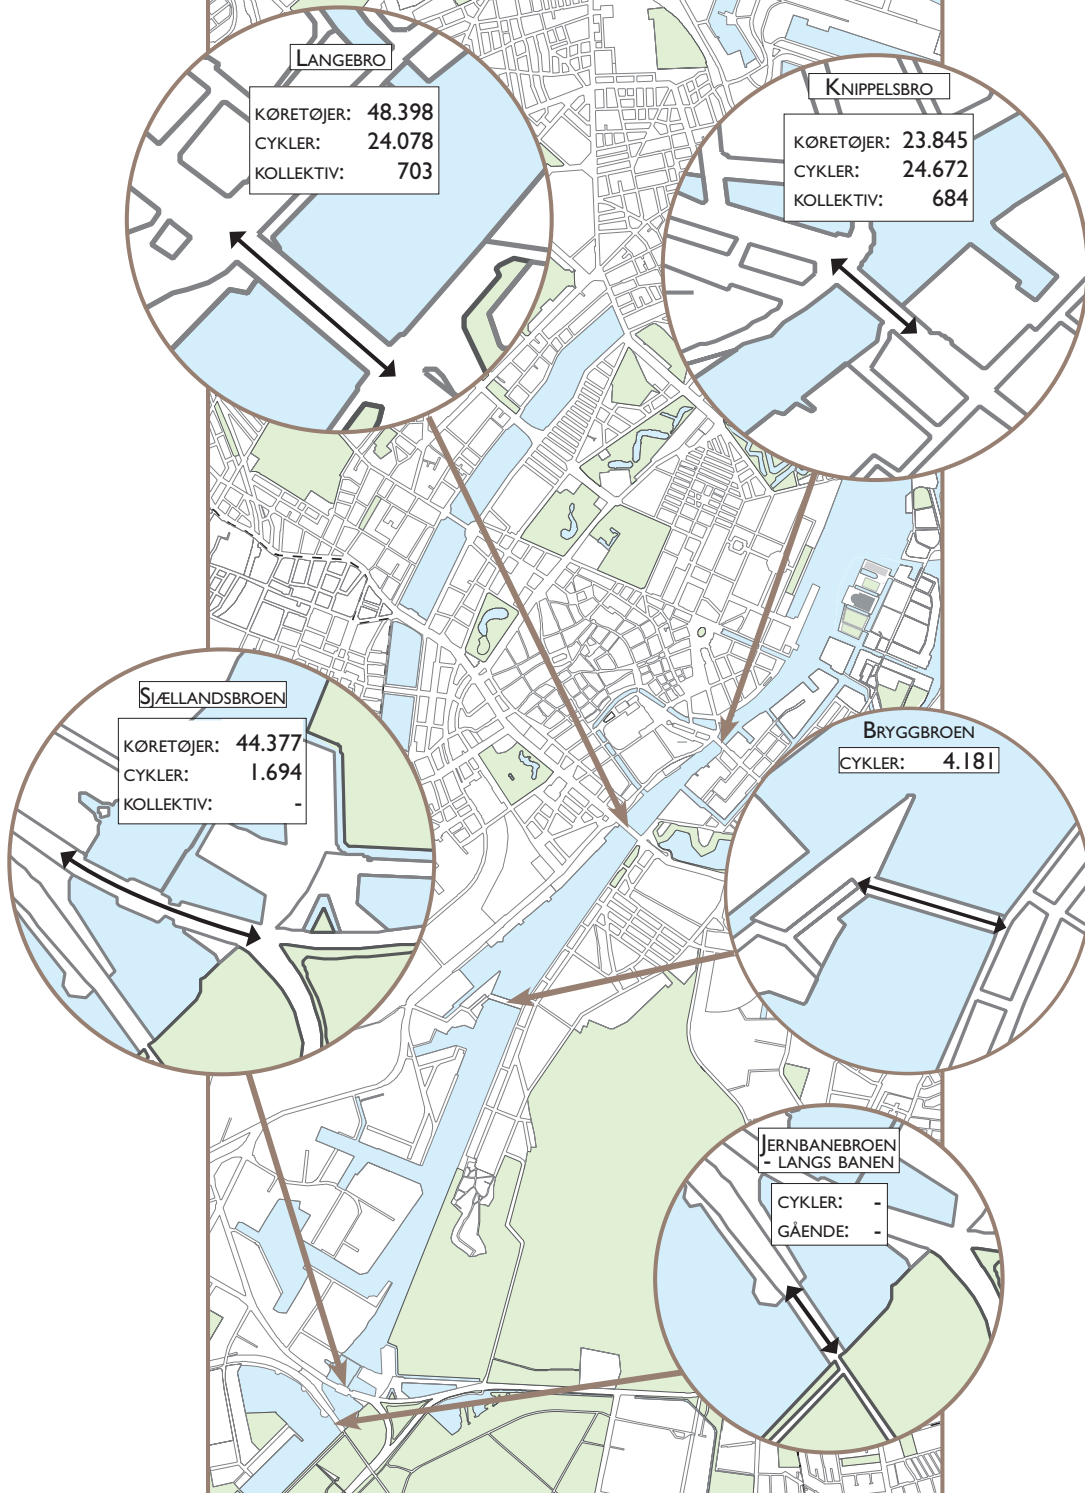 LANGEBRO
KØRETØJER: 48.398
CYKLER: 24.078
KOLLEKTIV: 703
KNIPPELSBRO
KØRETØJER: 23.845
CYKLER: 24.672
KOLLEKTIV: 684
SJÆLLANDSBROEN
KØRETØJER: 44.377
CYKLER: 1.694
KOLLEKTIV: -
BRYGGBROEN
CYKLER: 4.181
JERNBANEBROEN
- LANGS BANEN
CYKLER: -
GÅENDE: -